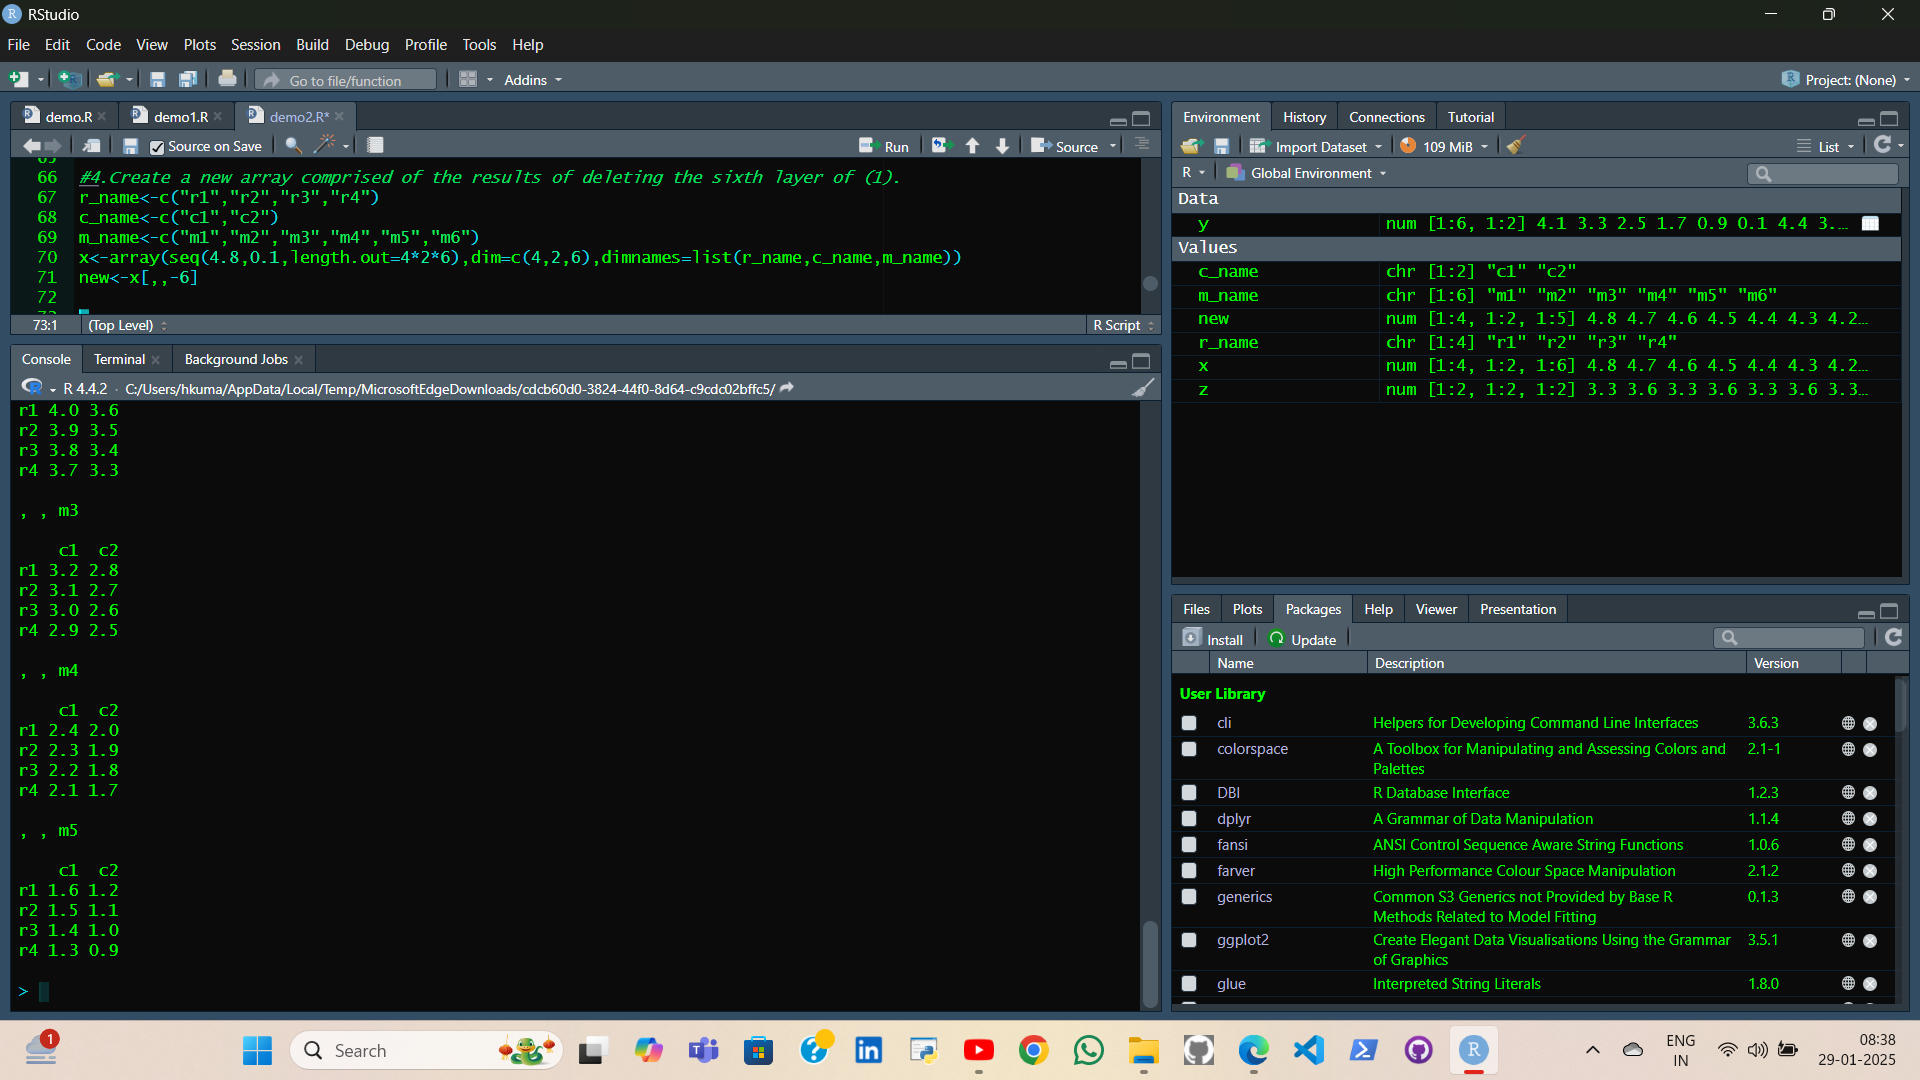 RStudio
File Edit Code View Plots Session Build Debug Profile Tools Help
Go to file/function Addins Project: (None)
demo.R demo1.R demo2.R*
Source on Save Run Source
66 #4.Create a new array comprised of the results of deleting the sixth layer of (1).
67 r_name<-c("r1","r2","r3","r4")
68 c_name<-c("c1","c2")
69 m_name<-c("m1","m2","m3","m4","m5","m6")
70 x<-array(seq(4.8,0.1,length.out=4*2*6),dim=c(4,2,6),dimnames=list(r_name,c_name,m_name))
71 new<-x[,,-6]
72
73:1 (Top Level) R Script
Console Terminal Background Jobs
R 4.4.2 · C:/Users/hkuma/AppData/Local/Temp/MicrosoftEdgeDownloads/cdcb60d0-3824-44f0-8d64-c9cdc02bffc5/
r1 4.0 3.6
r2 3.9 3.5
r3 3.8 3.4
r4 3.7 3.3
, , m3
c1 c2
r1 3.2 2.8
r2 3.1 2.7
r3 3.0 2.6
r4 2.9 2.5
, , m4
c1 c2
r1 2.4 2.0
r2 2.3 1.9
r3 2.2 1.8
r4 2.1 1.7
, , m5
c1 c2
r1 1.6 1.2
r2 1.5 1.1
r3 1.4 1.0
r4 1.3 0.9
>
Environment History Connections Tutorial
Import Dataset 109 MiB List
R Global Environment
Data
y num [1:6, 1:2] 4.1 3.3 2.5 1.7 0.9 0.1 4.4 3...
Values
c_name chr [1:2] "c1" "c2"
m_name chr [1:6] "m1" "m2" "m3" "m4" "m5" "m6"
new num [1:4, 1:2, 1:5] 4.8 4.7 4.6 4.5 4.4 4.3 4.2...
r_name chr [1:4] "r1" "r2" "r3" "r4"
x num [1:4, 1:2, 1:6] 4.8 4.7 4.6 4.5 4.4 4.3 4.2...
z num [1:2, 1:2, 1:2] 3.3 3.6 3.3 3.6 3.3 3.6 3.3...
Files Plots Packages Help Viewer Presentation
Install Update
Name Description Version
User Library
cli Helpers for Developing Command Line Interfaces 3.6.3
colorspace A Toolbox for Manipulating and Assessing Colors and 2.1-1
Palettes
DBI R Database Interface 1.2.3
dplyr A Grammar of Data Manipulation 1.1.4
fansi ANSI Control Sequence Aware String Functions 1.0.6
farver High Performance Colour Space Manipulation 2.1.2
generics Common S3 Generics not Provided by Base R 0.1.3
Methods Related to Model Fitting
ggplot2 Create Elegant Data Visualisations Using the Grammar 3.5.1
of Graphics
glue Interpreted String Literals 1.8.0
1 Search ENG 08:38
IN 29-01-2025